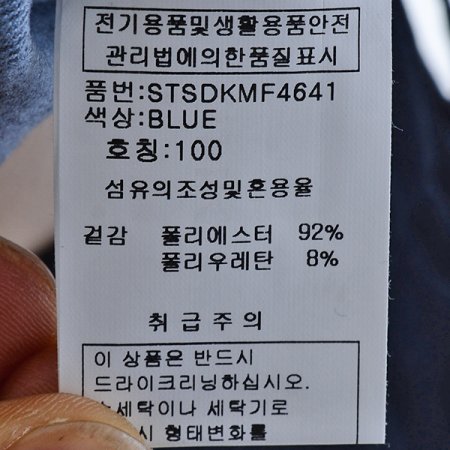 전기용품및생활용품안전
관리법에의한품질표시
품번:STSDKMF4641
색상:BLUE
호칭:100
섬유의조성및혼용율
겉감 폴리에스터 92%
폴리우레탄 8%
취급주의
이 상품은 반드시
드라이크리닝하십시오.
세탁이나 세탁기로
형태변화를